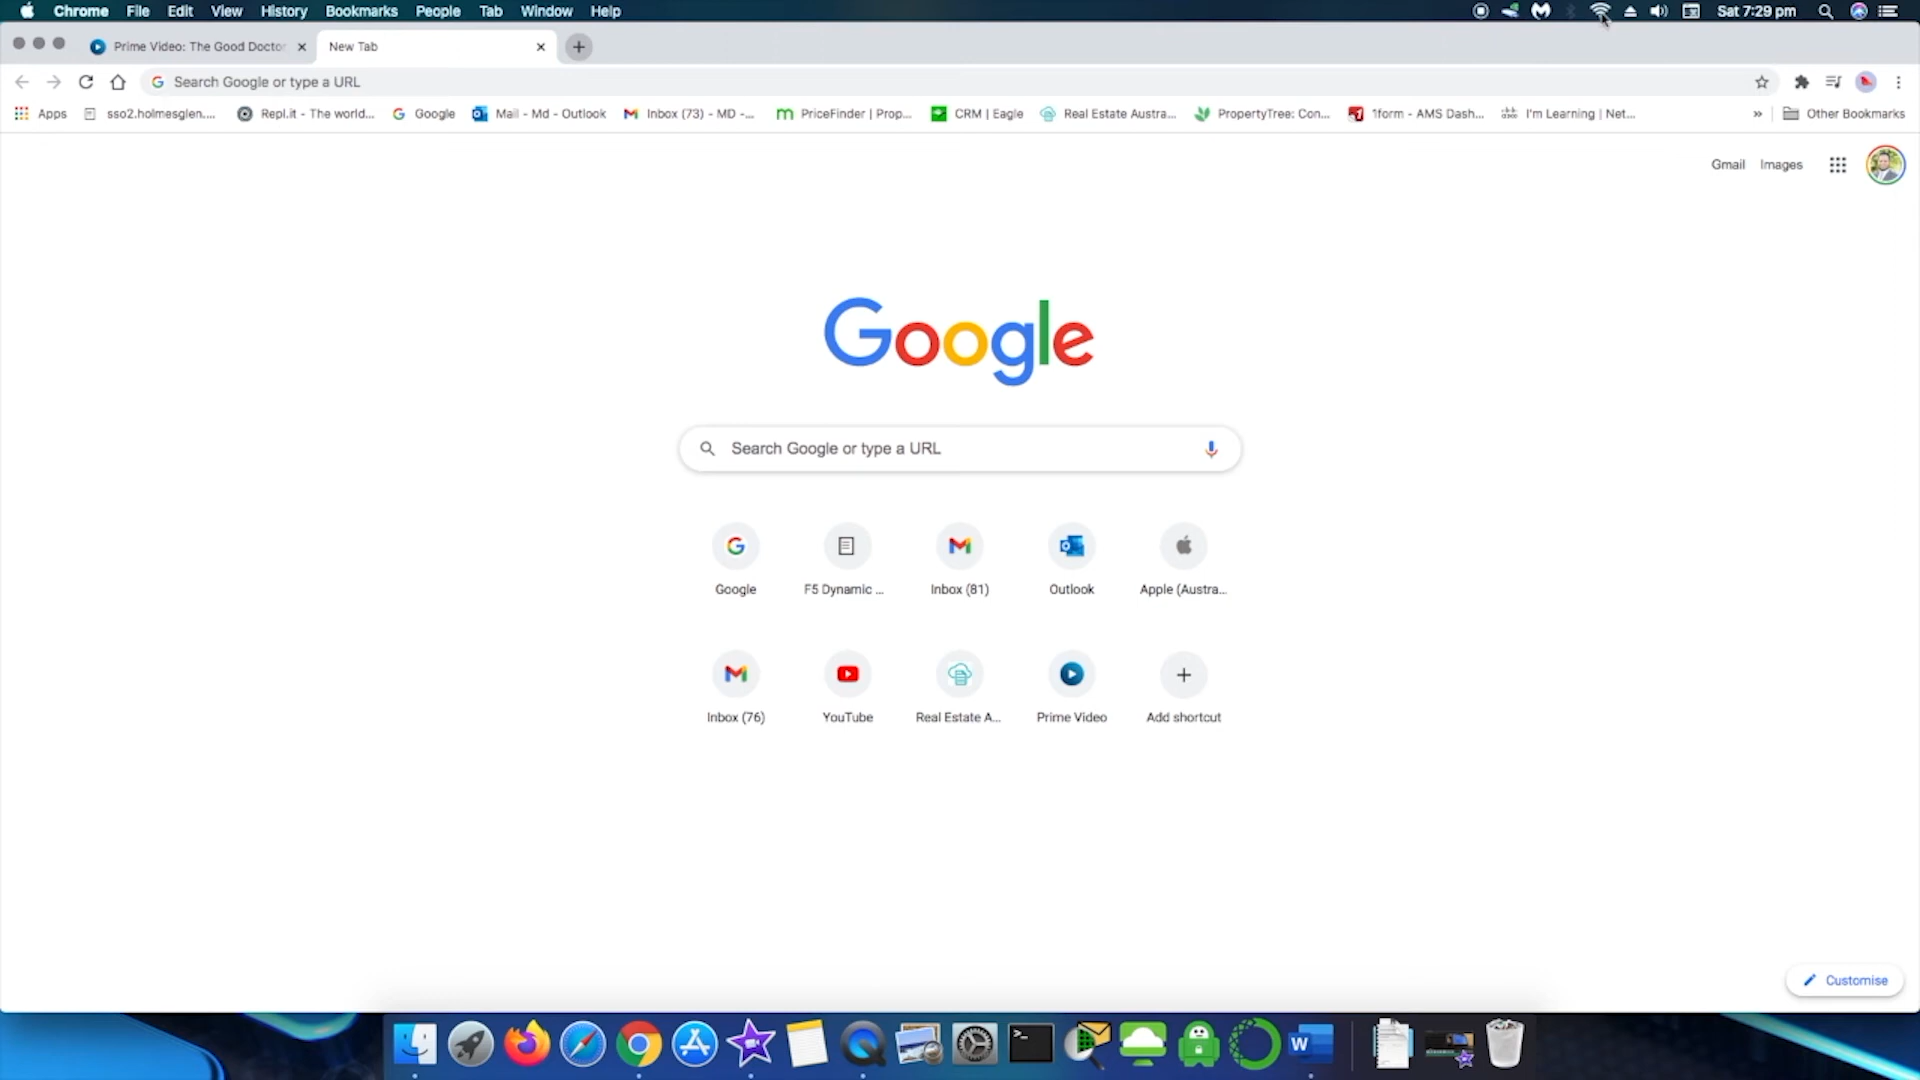 Chrome File Edit View History Bookmarks People Tab Window Help Sat 7:29 pm
Prime Video: The Good Doctor New Tab
Search Google or type a URL
Apps sso2.holmesglen.... Repl.it - The world... Google Mail - Md - Outlook Inbox (73) - MD -... PriceFinder | Prop... CRM | Eagle Real Estate Austra... PropertyTree: Con... 1form - AMS Dash... I'm Learning | Net... » Other Bookmarks
Gmail Images
Google
Search Google or type a URL
Google F5 Dynamic ... Inbox (81) Outlook Apple (Austra...
Inbox (76) YouTube Real Estate A... Prime Video Add shortcut
Customise